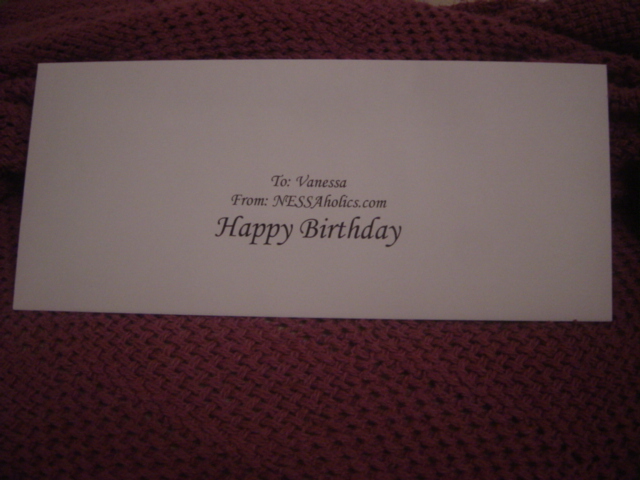 To: Vanessa
From: NESSAholics.com
Happy Birthday